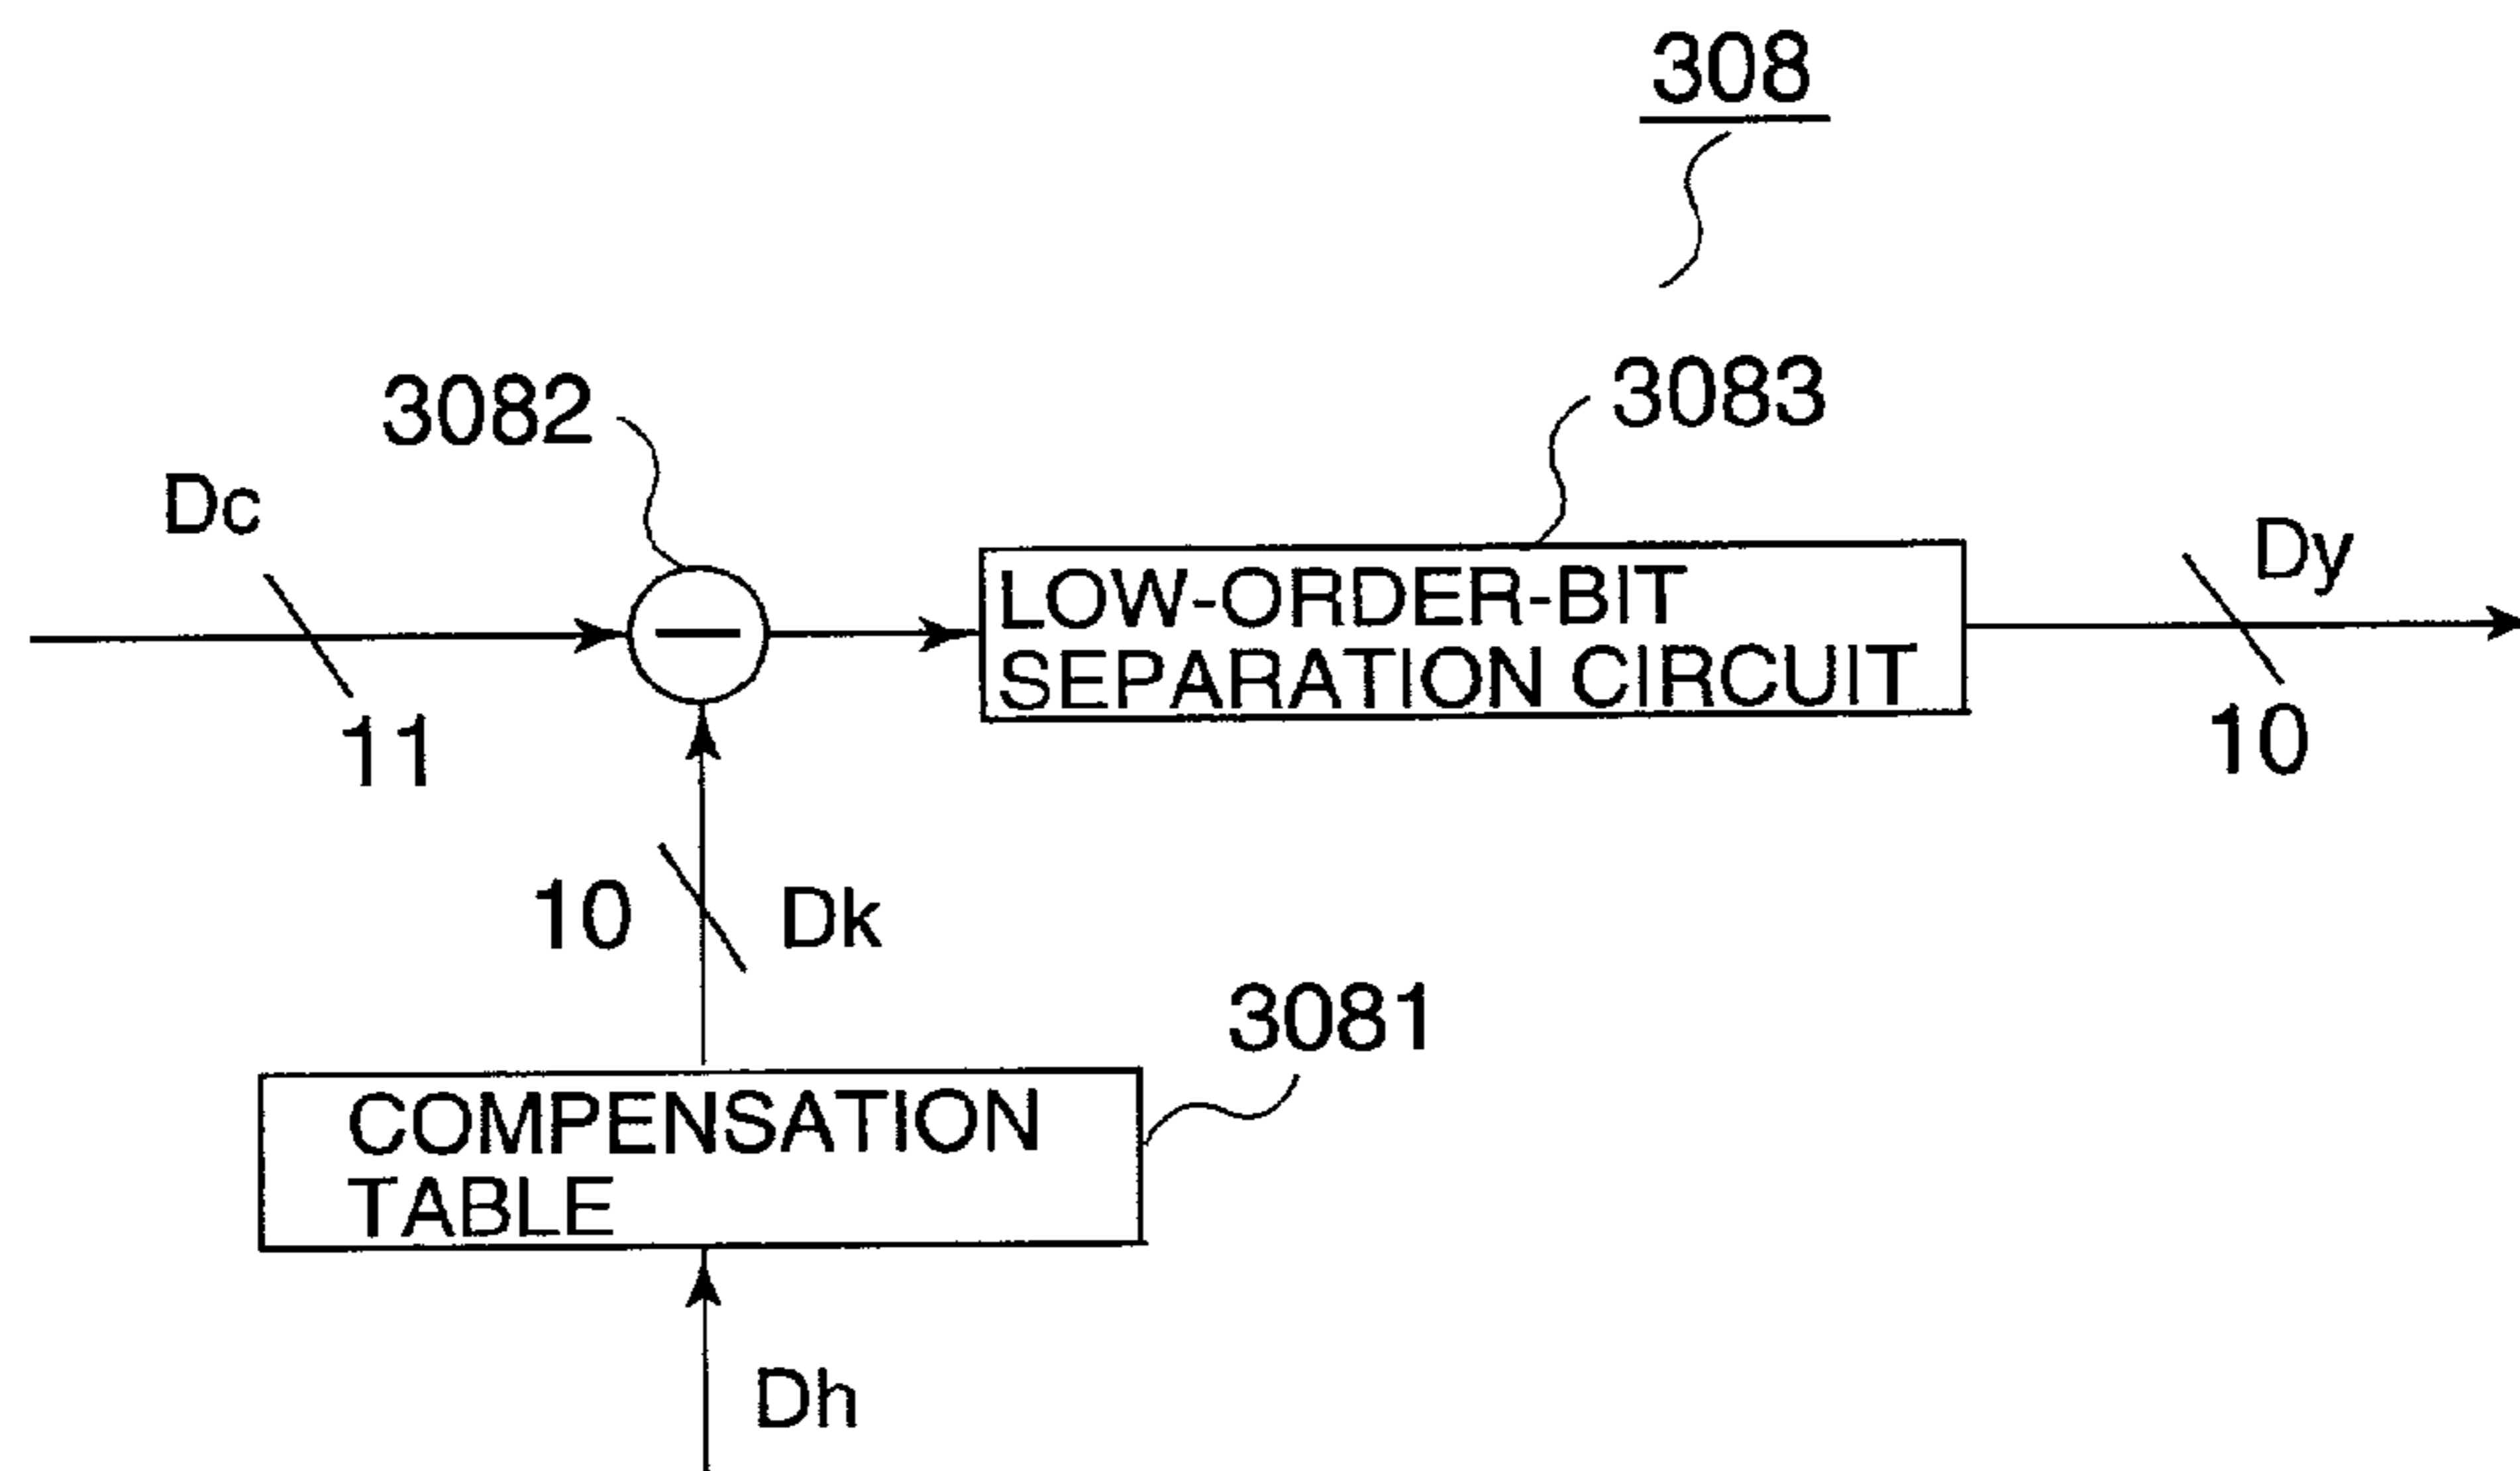 308
3082
3083
Dc
Dy
LOW-ORDER-BIT
SEPARATION CIRCUIT
11
10
10
Dk
3081
COMPENSATION
TABLE
Dh